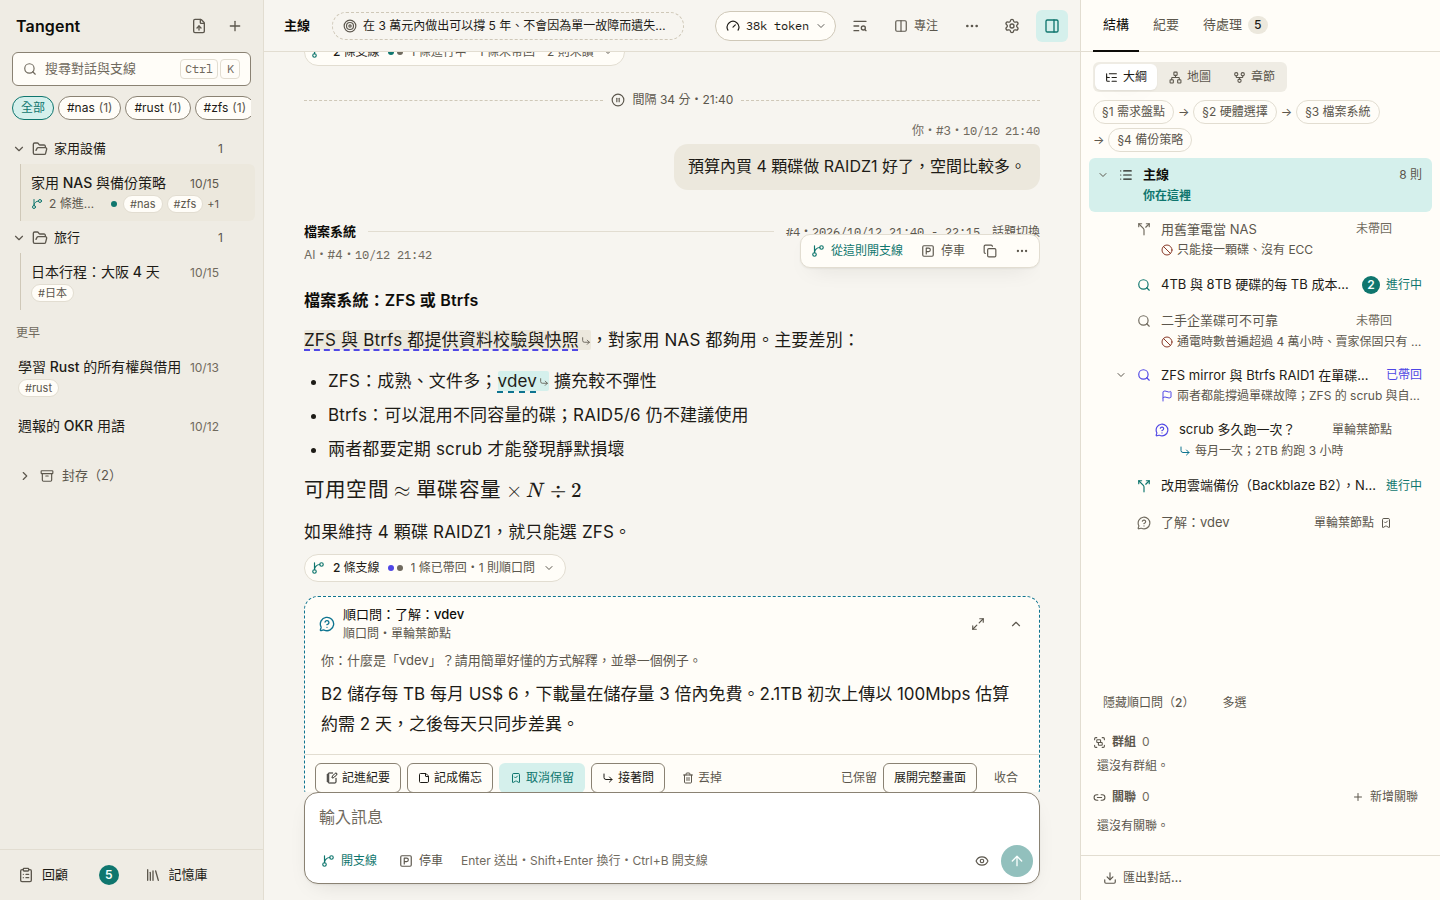 Tangent
搜尋對話與支線 Ctrl K
全部 #nas (1) #rust (1) #zfs (1)
家用設備 1
家用 NAS 與備份策略 10/15
2 條進... #nas #zfs +1
旅行 1
日本行程：大阪 4 天 10/15
#日本
更早
學習 Rust 的所有權與借用 10/13
#rust
週報的 OKR 用語 10/12
封存（2）
回顧 5 記憶庫
主線 在 3 萬元內做出可以撐 5 年、不會因為單一故障而遺失... 38k token 專注
間隔 34 分・21:40
你・#3・10/12 21:40
預算內買 4 顆碟做 RAIDZ1 好了，空間比較多。
檔案系統 #4・2026/10/12 21:40 - 22:15 話題切換
AI・#4・10/12 21:42
從這則開支線 停車
檔案系統：ZFS 或 Btrfs
ZFS 與 Btrfs 都提供資料校驗與快照，對家用 NAS 都夠用。主要差別：
• ZFS：成熟、文件多；vdev 擴充較不彈性
• Btrfs：可以混用不同容量的碟；RAID5/6 仍不建議使用
• 兩者都要定期 scrub 才能發現靜默損壞
可用空間 ≈ 單碟容量 × N ÷ 2
如果維持 4 顆碟 RAIDZ1，就只能選 ZFS。
2 條支線 1 條已帶回・1 則順口問
順口問：了解：vdev
順口問・單輪葉節點
你：什麼是「vdev」？請用簡單好懂的方式解釋，並舉一個例子。
B2 儲存每 TB 每月 US$ 6，下載量在儲存量 3 倍內免費。2.1TB 初次上傳以 100Mbps 估算
約需 2 天，之後每天只同步差異。
記進紀要 記成備忘 取消保留 接著問 丟掉 已保留 展開完整畫面 收合
輸入訊息
開支線 停車 Enter 送出・Shift+Enter 換行・Ctrl+B 開支線
結構 紀要 待處理 5
大綱 地圖 章節
§1 需求盤點 → §2 硬體選擇 → §3 檔案系統
→ §4 備份策略
主線 8 則
你在這裡
用舊筆電當 NAS 未帶回
只能接一顆碟、沒有 ECC
4TB 與 8TB 硬碟的每 TB 成本... 2 進行中
二手企業碟可不可靠 未帶回
通電時數普遍超過 4 萬小時、賣家保固只有 ...
ZFS mirror 與 Btrfs RAID1 在單碟... 已帶回
兩者都能撐過單碟故障；ZFS 的 scrub 與自...
scrub 多久跑一次？ 單輪葉節點
每月一次；2TB 約跑 3 小時
改用雲端備份（Backblaze B2），N... 進行中
了解：vdev 單輪葉節點
隱藏順口問（2） 多選
群組 0
還沒有群組。
關聯 0 新增關聯
還沒有關聯。
匯出對話...